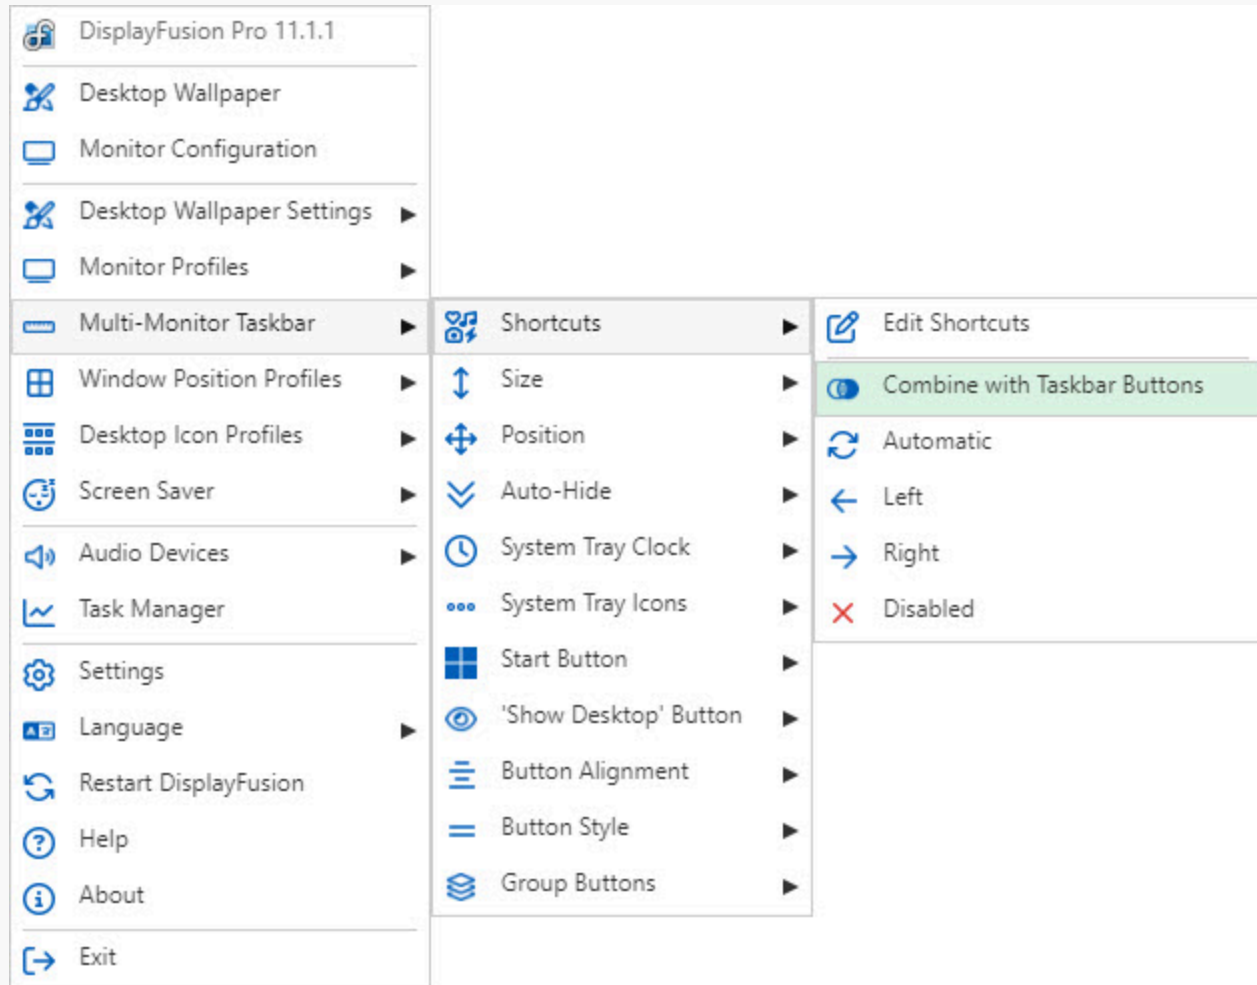 DisplayFusion Pro 11.1.1
Desktop Wallpaper
Monitor Configuration
Desktop Wallpaper Settings
Monitor Profiles
Multi-Monitor Taskbar
Window Position Profiles
Desktop Icon Profiles
Screen Saver
Audio Devices
Task Manager
Settings
Language
Restart DisplayFusion
Help
About
Exit
Shortcuts
Size
Position
Auto-Hide
System Tray Clock
System Tray Icons
Start Button
'Show Desktop' Button
Button Alignment
Button Style
Group Buttons
Edit Shortcuts
Combine with Taskbar Buttons
Automatic
Left
Right
Disabled